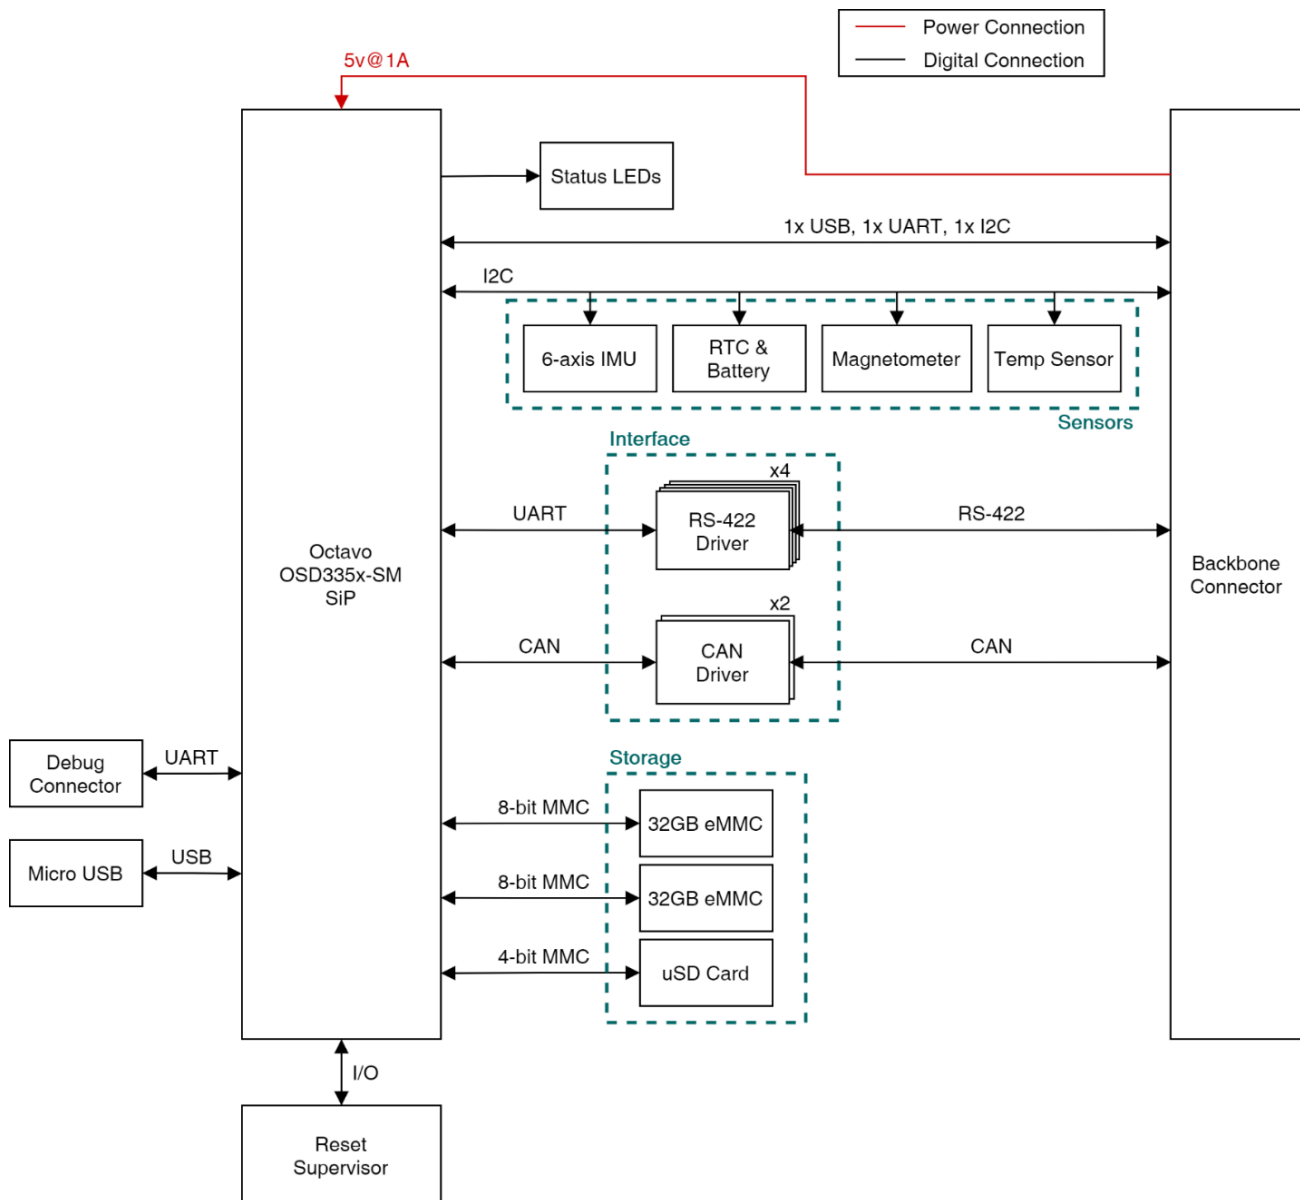 Power Connection
Digital Connection
5v@1A
Status LEDs
1x USB, 1x UART, 1x I2C
I2C
6-axis IMU
RTC &
Battery
Magnetometer
Temp Sensor
Sensors
Interface
x4
UART
RS-422
Driver
RS-422
Octavo
OSD335x-SM
SiP
Backbone
Connector
x2
CAN
CAN
Driver
CAN
Debug
Connector
UART
Storage
8-bit MMC
32GB eMMC
Micro USB
USB
8-bit MMC
32GB eMMC
4-bit MMC
uSD Card
I/O
Reset
Supervisor